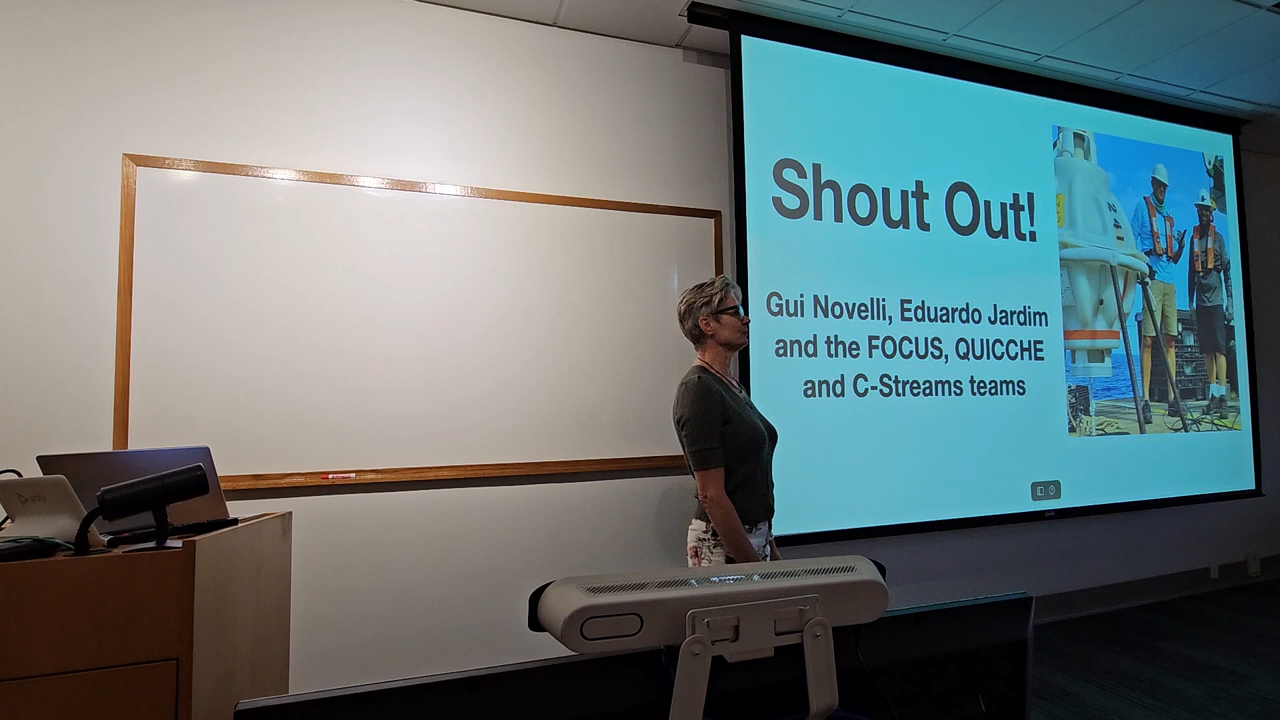 Shout Out!
Gui Novelli, Eduardo Jardim
and the FOCUS, QUICCHE
and C-Streams teams